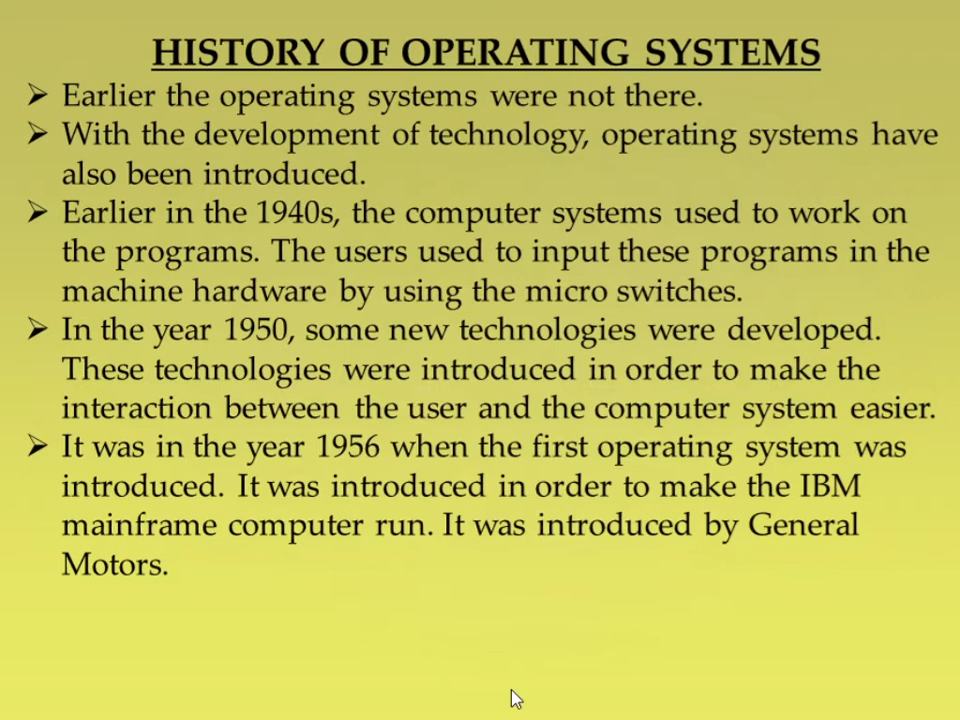 HISTORY OF OPERATING SYSTEMS
➢ Earlier the operating systems were not there.
➢ With the development of technology, operating systems have
also been introduced.
➢ Earlier in the 1940s, the computer systems used to work on
the programs. The users used to input these programs in the
machine hardware by using the micro switches.
➢ In the year 1950, some new technologies were developed.
These technologies were introduced in order to make the
interaction between the user and the computer system easier.
➢ It was in the year 1956 when the first operating system was
introduced. It was introduced in order to make the IBM
mainframe computer run. It was introduced by General
Motors.